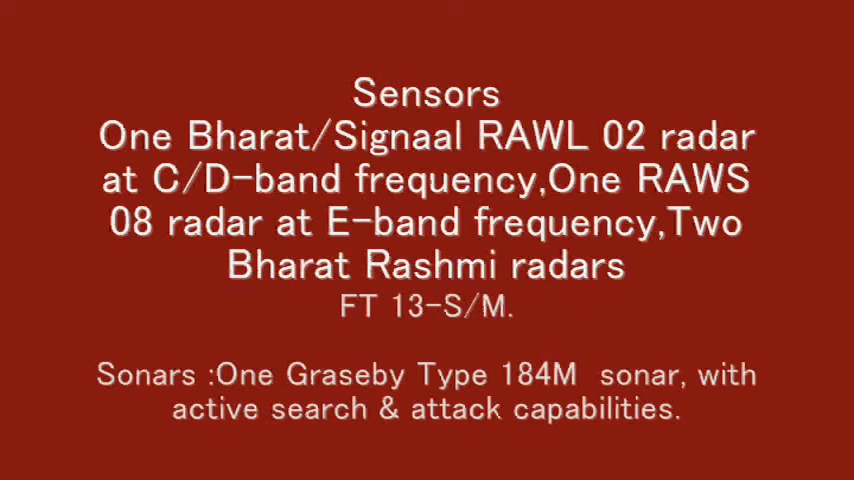 Sensors
One Bharat/Signaal RAWL 02 radar
at C/D-band frequency,One RAWS
08 radar at E-band frequency,Two
Bharat Rashmi radars
FT 13-S/M.
Sonars :One Graseby Type 184M  sonar, with
active search & attack capabilities.